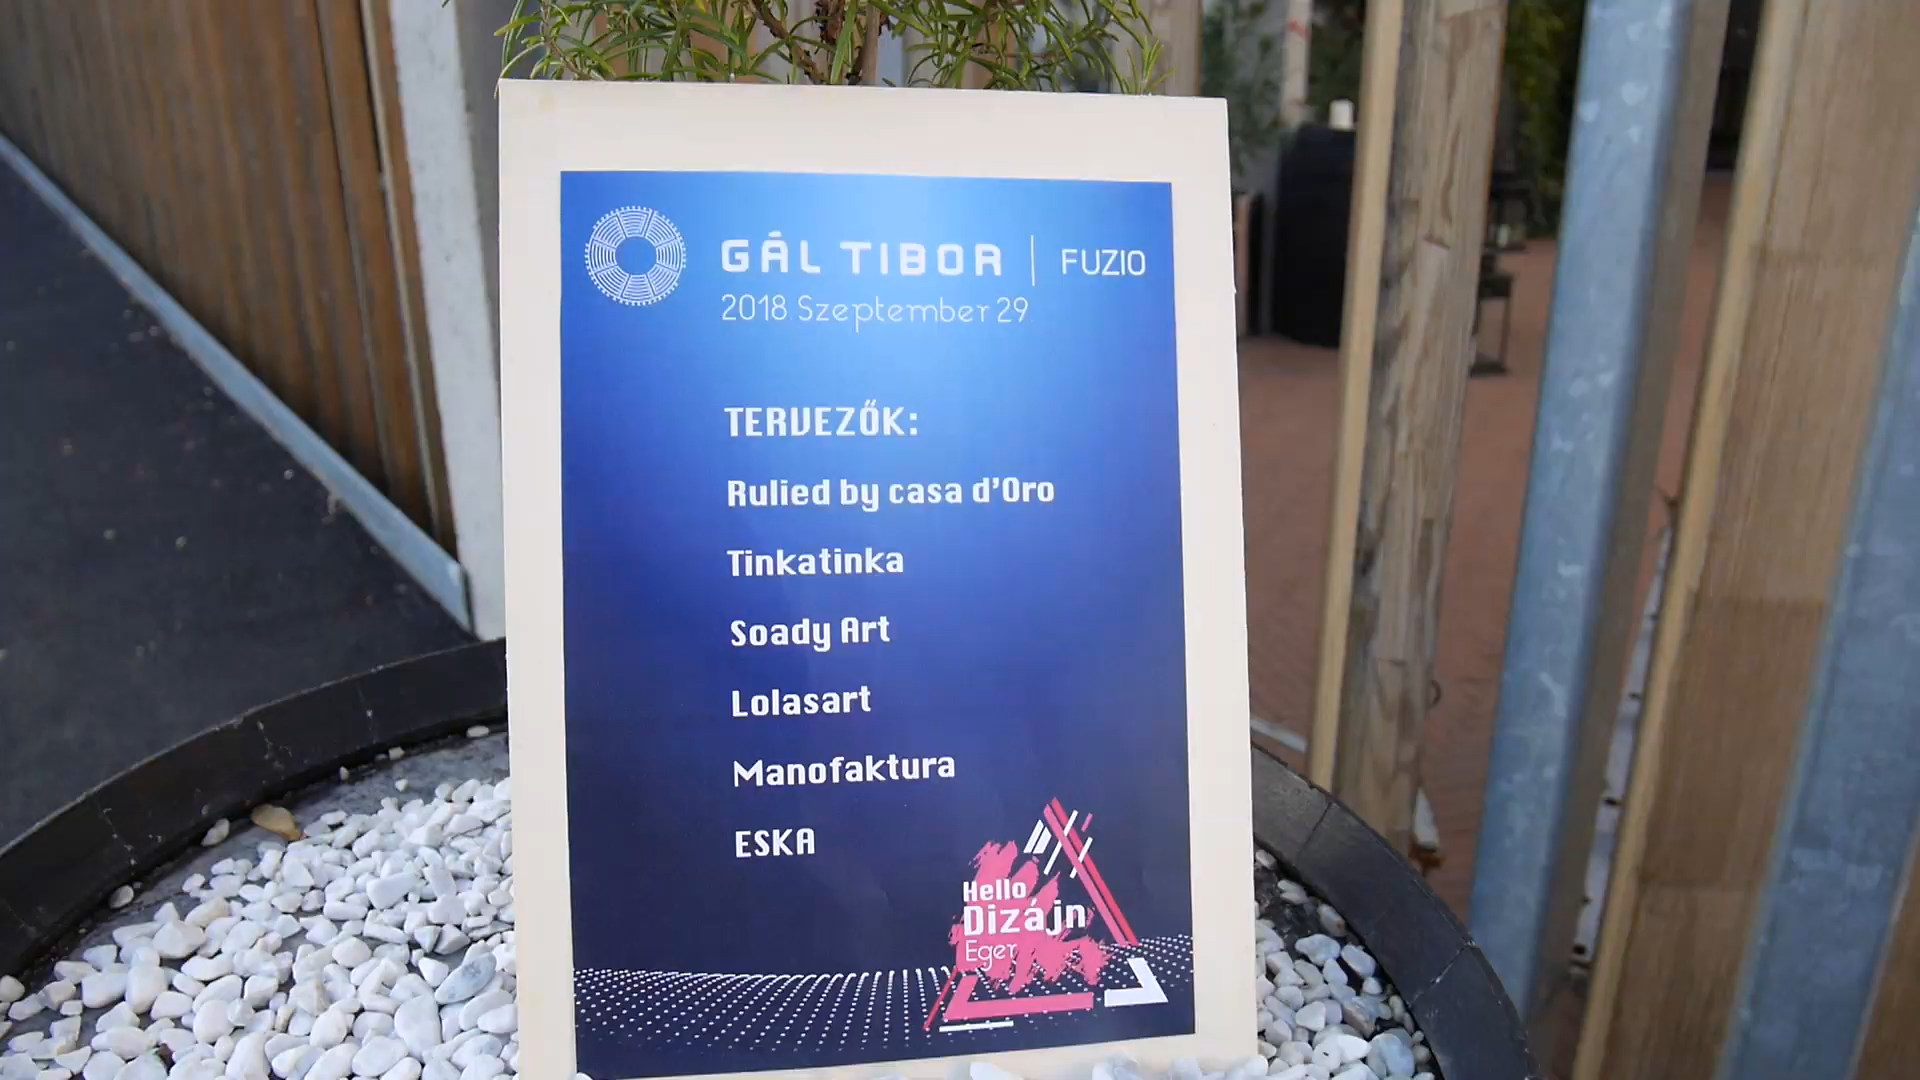 GÁL TIBOR | FUZIO
2018 Szeptember 29.
TERVEZŐK:
Rulied by casa d'Oro
Tinkatinka
Soady Art
Lolasart
Manofaktura
ESKA
Hello
Dizájn
Eger